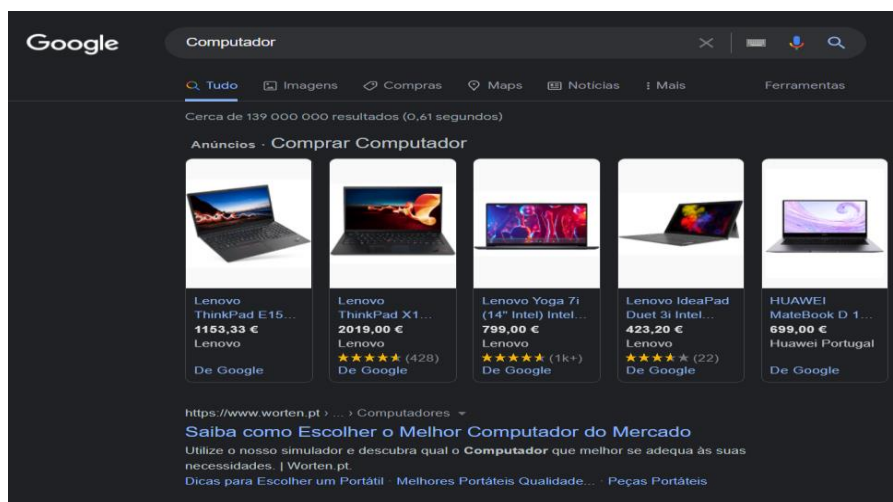 Google
Computador
Tudo Imagens Compras Maps Notícias Mais Ferramentas
Cerca de 139 000 000 resultados (0,61 segundos)
Anúncios · Comprar Computador
Lenovo
ThinkPad E15...
1153,33 €
Lenovo
De Google
Lenovo
ThinkPad X1...
2019,00 €
Lenovo
(428)
De Google
Lenovo Yoga 7i
(14" Intel) Intel...
799,00 €
Lenovo
(1k+)
De Google
Lenovo IdeaPad
Duet 3i Intel...
423,20 €
Lenovo
(22)
De Google
HUAWEI
MateBook D 1...
699,00 €
Huawei Portugal
De Google
https://www.worten.pt › ... › Computadores
Saiba como Escolher o Melhor Computador do Mercado
Utilize o nosso simulador e descubra qual o Computador que melhor se adequa às suas
necessidades. | Worten.pt.
Dicas para Escolher um Portátil · Melhores Portáteis Qualidade... · Peças Portáteis